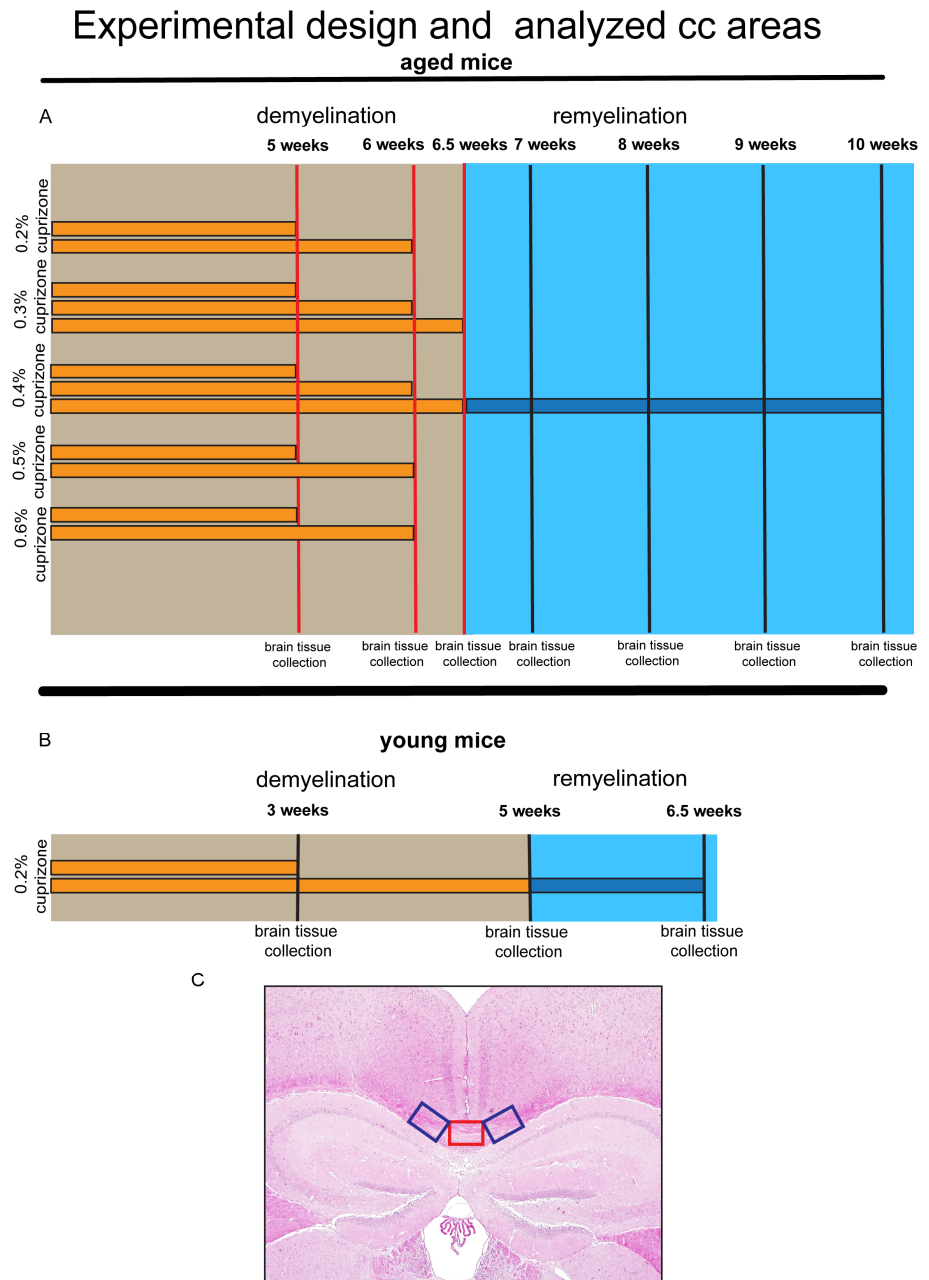 Experimental design and analyzed cc areas
aged mice
A
demyelination
remyelination
5 weeks
6 weeks
6.5 weeks
7 weeks
8 weeks
9 weeks
10 weeks
0.2%
cuprizone
0.3%
cuprizone
0.4%
cuprizone
0.5%
cuprizone
0.6%
cuprizone
brain tissue
collection
brain tissue
collection
brain tissue
collection
brain tissue
collection
brain tissue
collection
brain tissue
collection
brain tissue
collection
B
young mice
demyelination
remyelination
3 weeks
5 weeks
6.5 weeks
0.2%
cuprizone
brain tissue
collection
brain tissue
collection
brain tissue
collection
C